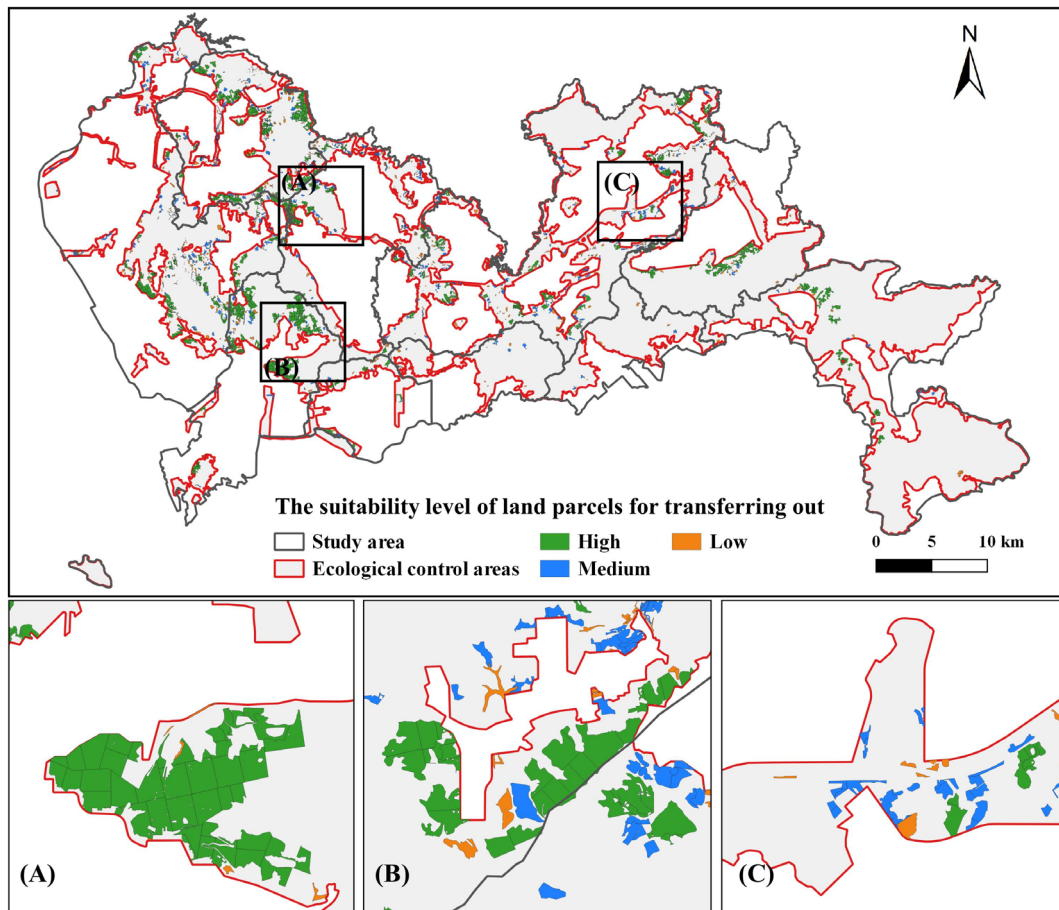 N
(A)
(C)
(B)
The suitability level of land parcels for transferring out
Study area
High
Low
Ecological control areas
Medium
0 5 10 km
(A)
(B)
(C)